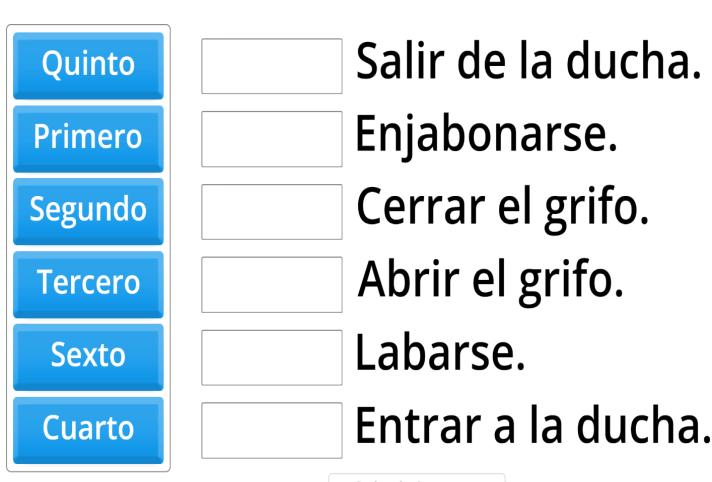 Quinto
Salir de la ducha.
Primero
Enjabonarse.
Segundo
Cerrar el grifo.
Tercero
Abrir el grifo.
Sexto
Labarse.
Cuarto
Entrar a la ducha.